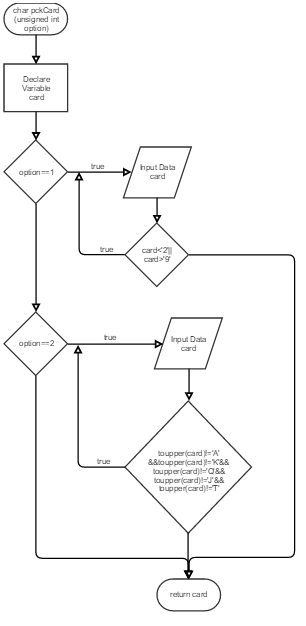 char pckCard
(unsigned int
option)
Declare
Variable
card
option==1
true
Input Data
card
true
card<'2'||
card>'9'
option==2
true
Input Data
card
true
toupper(card)!='A'
&&toupper(card)!='K'&&
toupper(card)!='Q'&&
toupper(card)!='J'&&
toupper(card)!='T'
return card